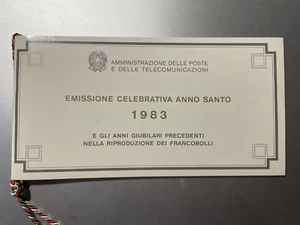 AMMINISTRAZIONE DELLE POSTE
E DELLE TELECOMUNICAZIONI
EMISSIONE CELEBRATIVA ANNO SANTO
1983
E GLI ANNI GIUBILARI PRECEDENTI
NELLA RIPRODUZIONE DEI FRANCOBOLLI